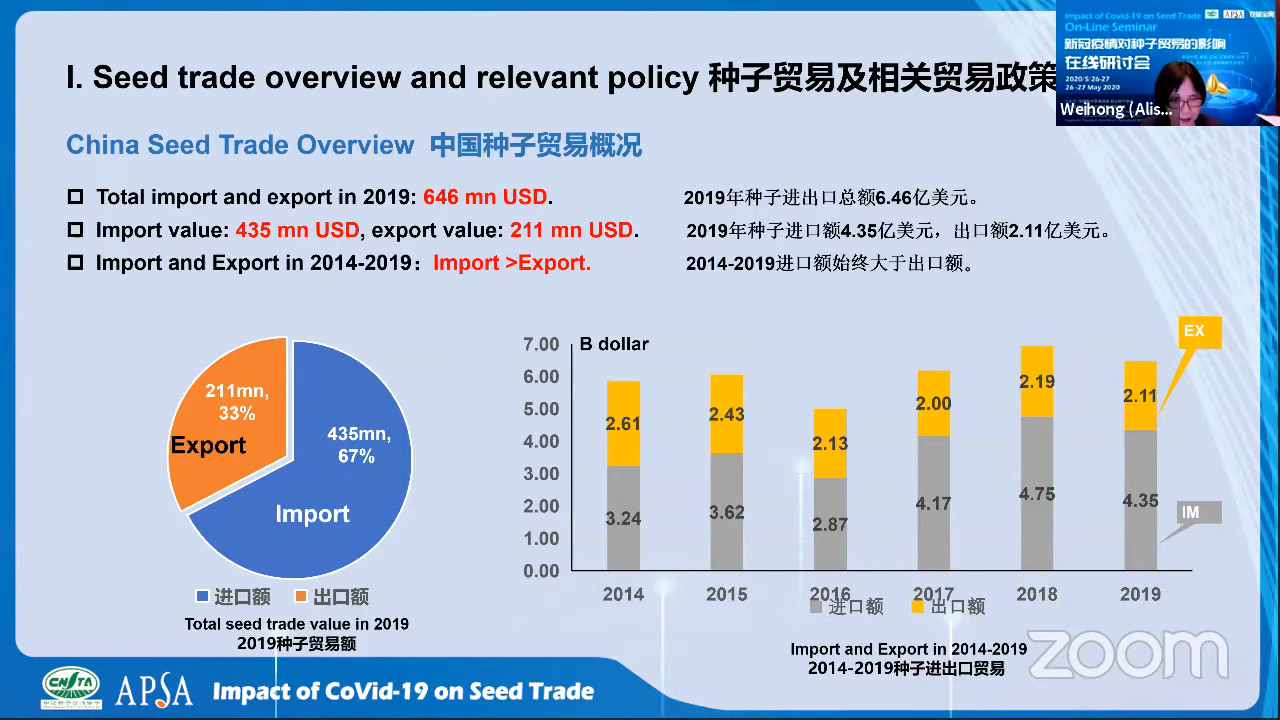 I. Seed trade overview and relevant policy 种子贸易及相关贸易政策
Impact of Covid-19 on Seed Trade APSA
On-Line Seminar
新冠疫情对种子贸易的影响
在线研讨会
2020/5/26-27
26-27 May 2020
Weihong (Alis...
China Seed Trade Overview 中国种子贸易概况
Total import and export in 2019: 646 mn USD. 2019年种子进出口总额6.46亿美元。
Import value: 435 mn USD, export value: 211 mn USD. 2019年种子进口额4.35亿美元，出口额2.11亿美元。
Import and Export in 2014-2019：Import >Export. 2014-2019进口额始终大于出口额。
211mn,
33%
Export
435mn,
67%
Import
进口额 出口额
Total seed trade value in 2019
2019种子贸易额
B dollar
7.00
6.00
5.00
4.00
3.00
2.00
1.00
0.00
2.61 2.43 2.13 2.00 2.19 2.11
3.24 3.62 2.87 4.17 4.75 4.35
EX
IM
2014 2015 2016 2017 2018 2019
进口额 出口额
Import and Export in 2014-2019
2014-2019种子进出口贸易
zoom
CNSTA APSA Impact of CoVid-19 on Seed Trade